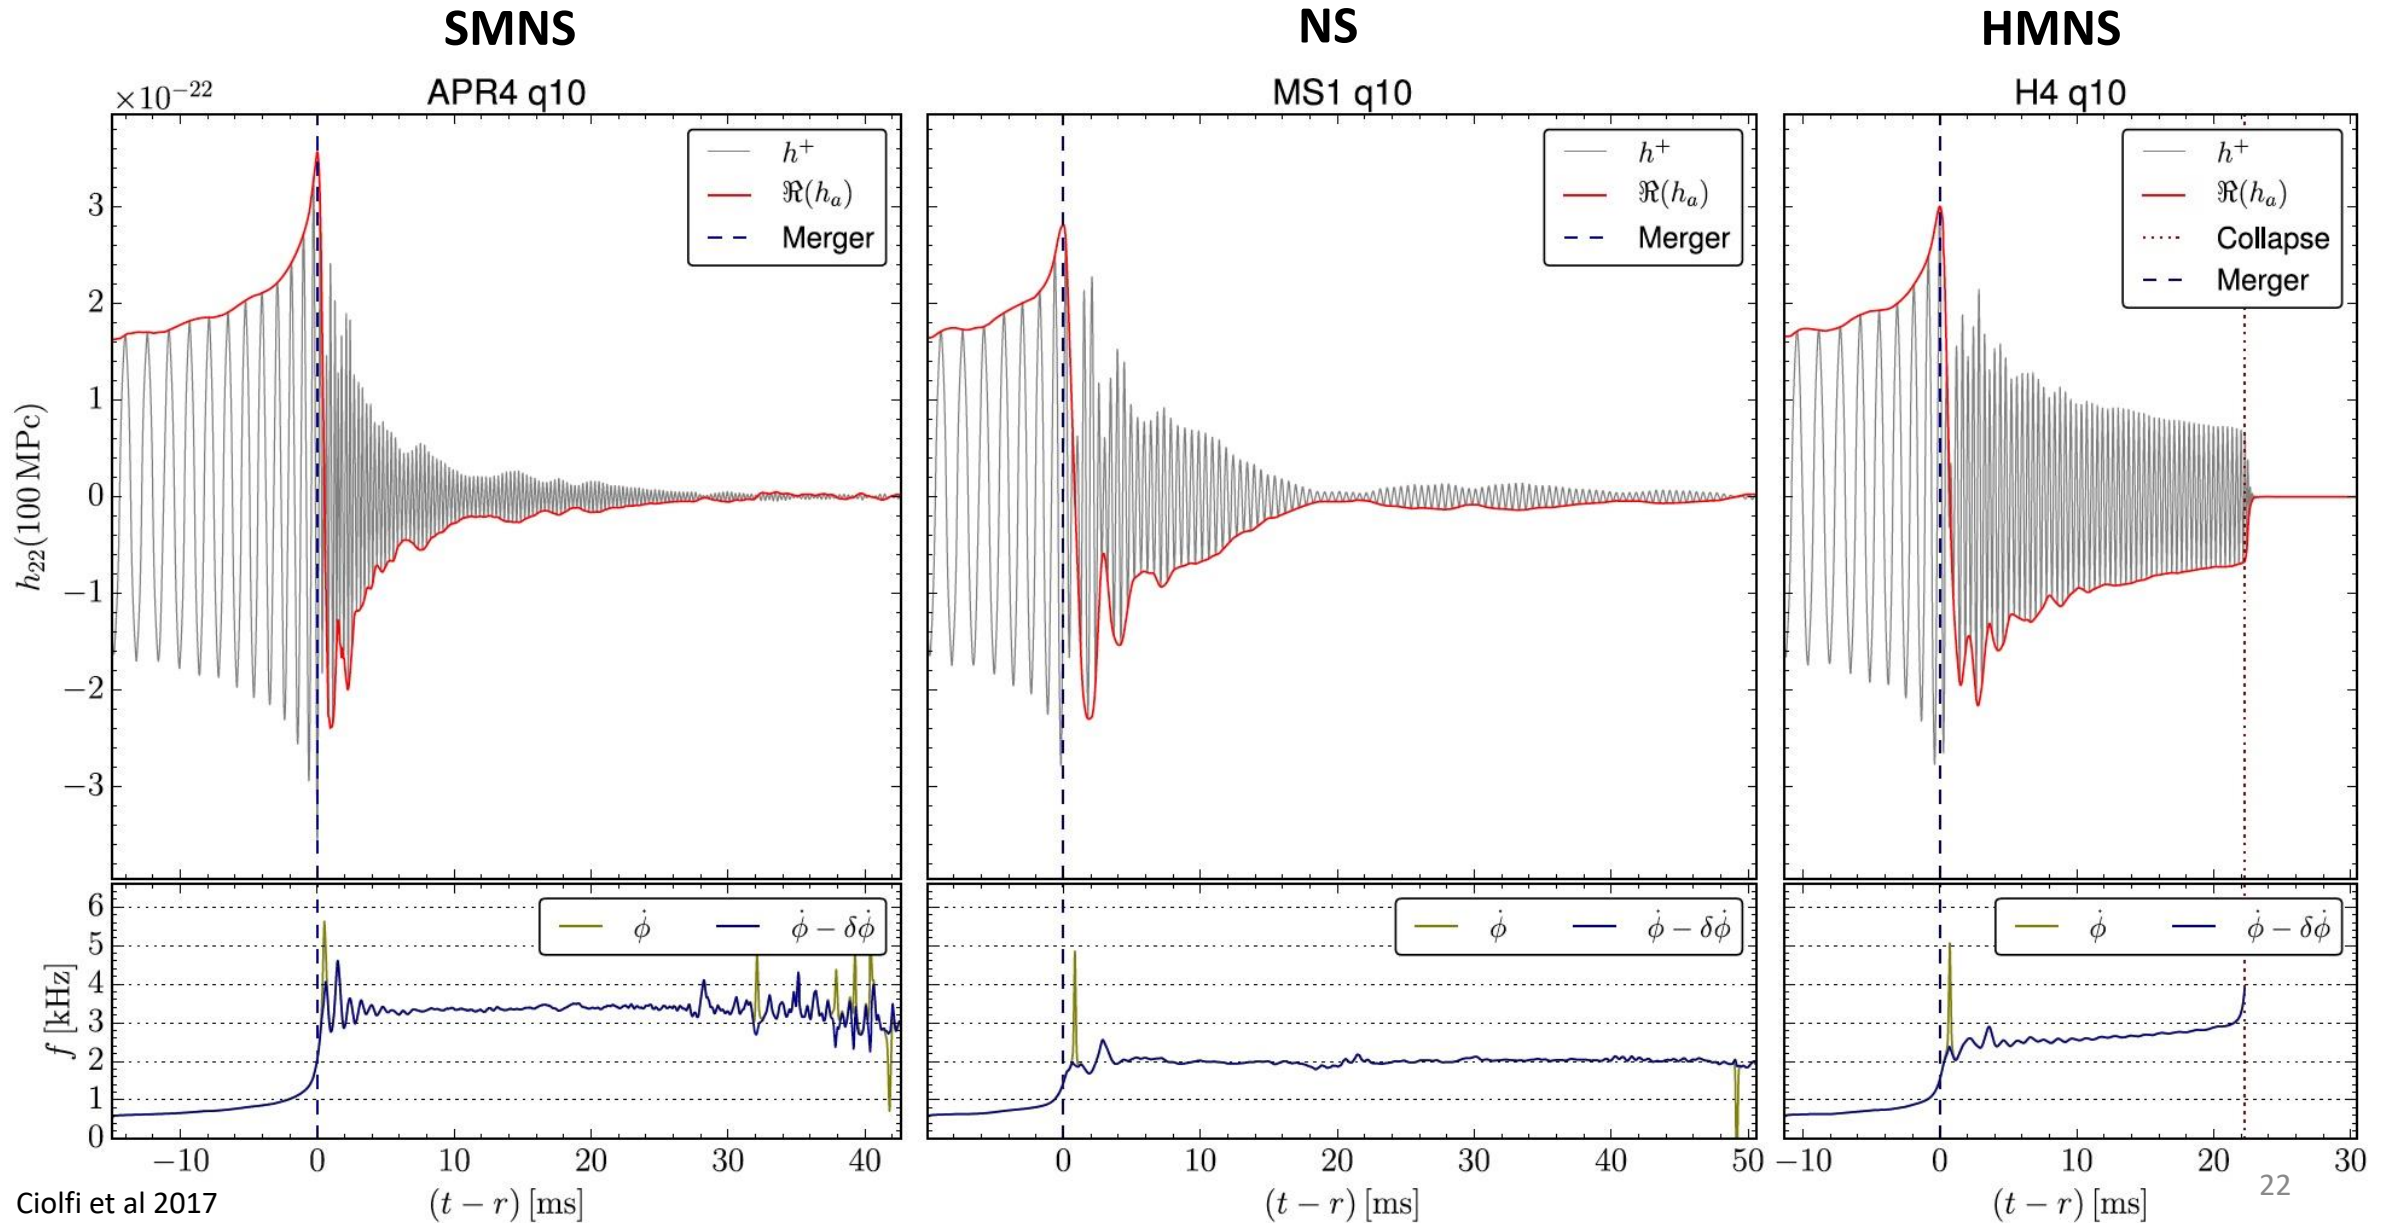 SMNS
NS
HMNS
×10⁻²²
APR4 q10
MS1 q10
H4 q10
h⁺
ℜ(hₐ)
Merger
h⁺
ℜ(hₐ)
Merger
h⁺
ℜ(hₐ)
Collapse
Merger
3
2
1
0
−1
−2
−3
h₂₂(100 MPc)
6
5
4
3
2
1
0
f [kHz]
φ̇
φ̇ − δφ̇
φ̇
φ̇ − δφ̇
φ̇
φ̇ − δφ̇
−10 0 10 20 30 40
0 10 20 30 40 50
−10 0 10 20 30
(t − r) [ms]
(t − r) [ms]
(t − r) [ms]
Ciolfi et al 2017
22